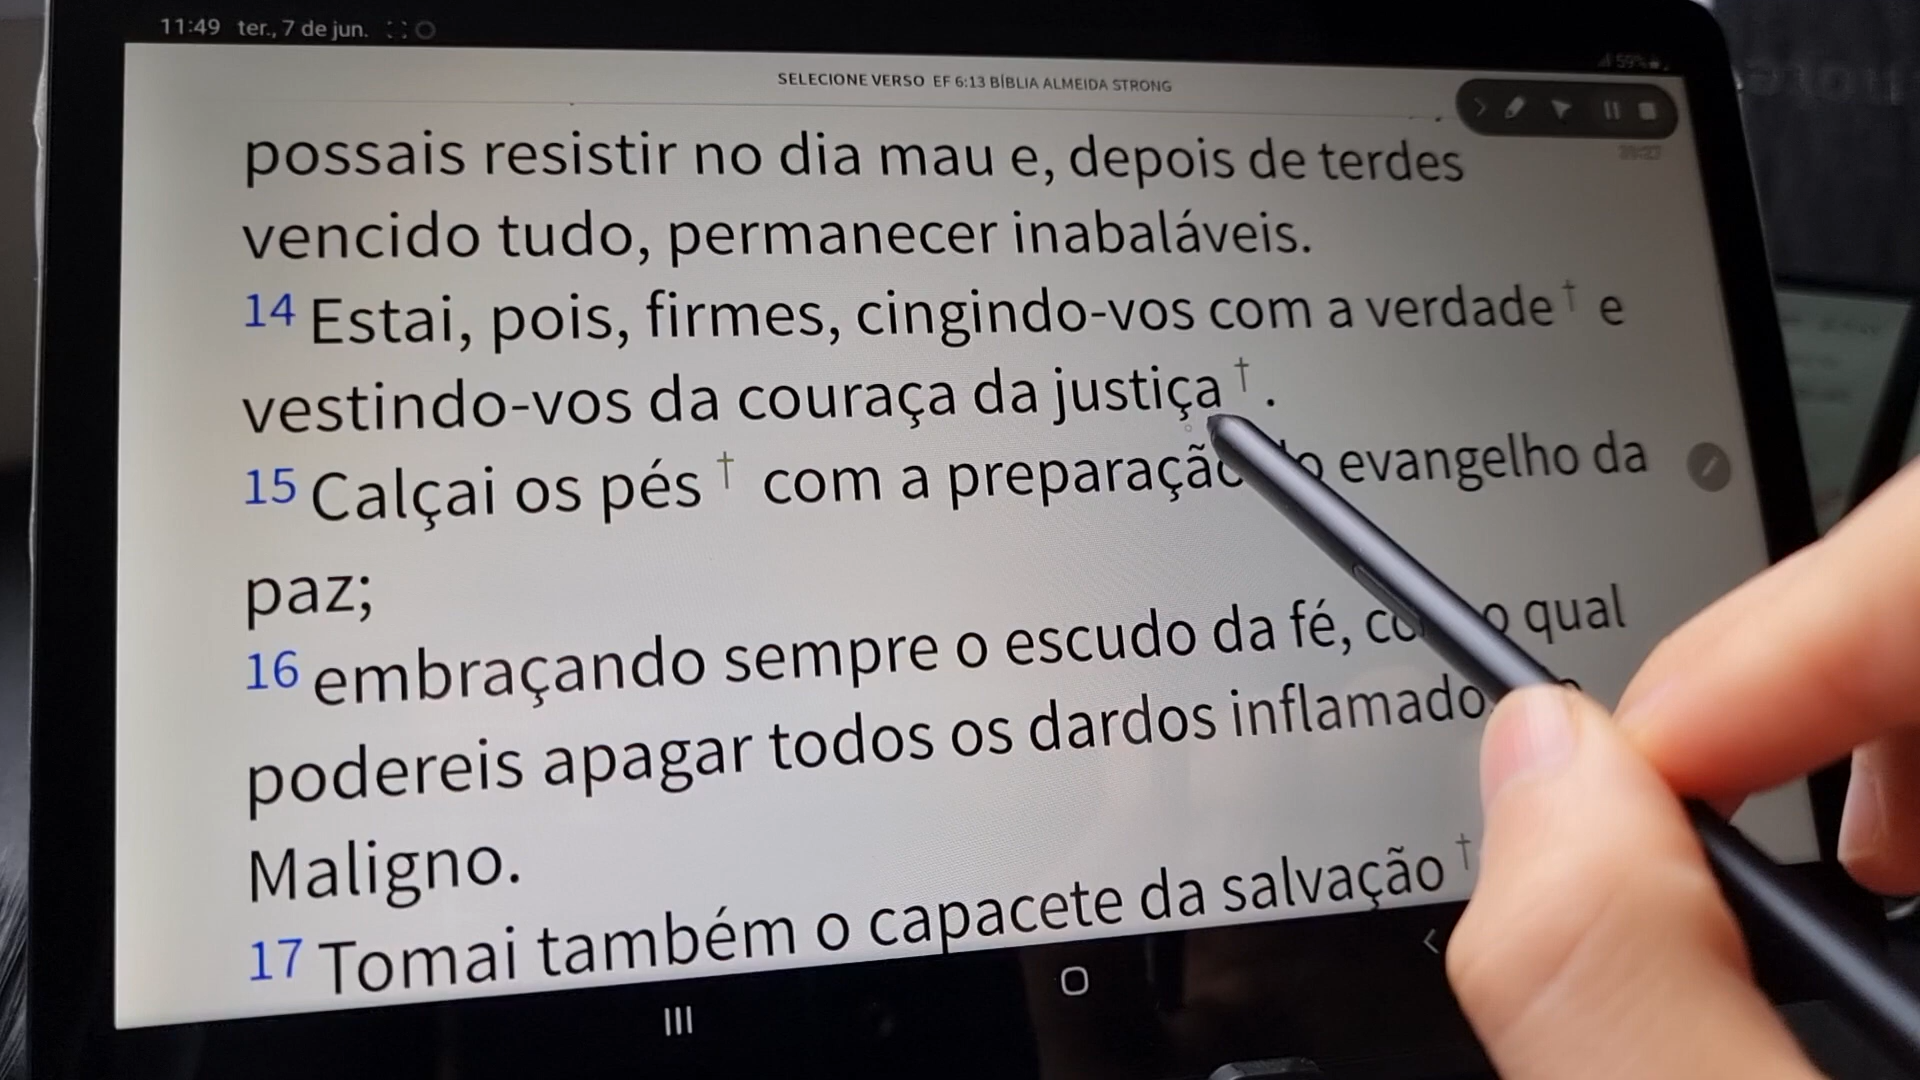 11:49 ter., 7 de jun.
59%
SELECIONE VERSO EF 6:13 BÍBLIA ALMEIDA STRONG
possais resistir no dia mau e, depois de terdes
vencido tudo, permanecer inabaláveis.
14 Estai, pois, firmes, cingindo-vos com a verdade † e
vestindo-vos da couraça da justiça † .
15 Calçai os pés † com a preparação evangelho da
paz;
16 embraçando sempre o escudo da fé, o qual
podereis apagar todos os dardos
Maligno.
17 Tomai também o capacete da salvação †